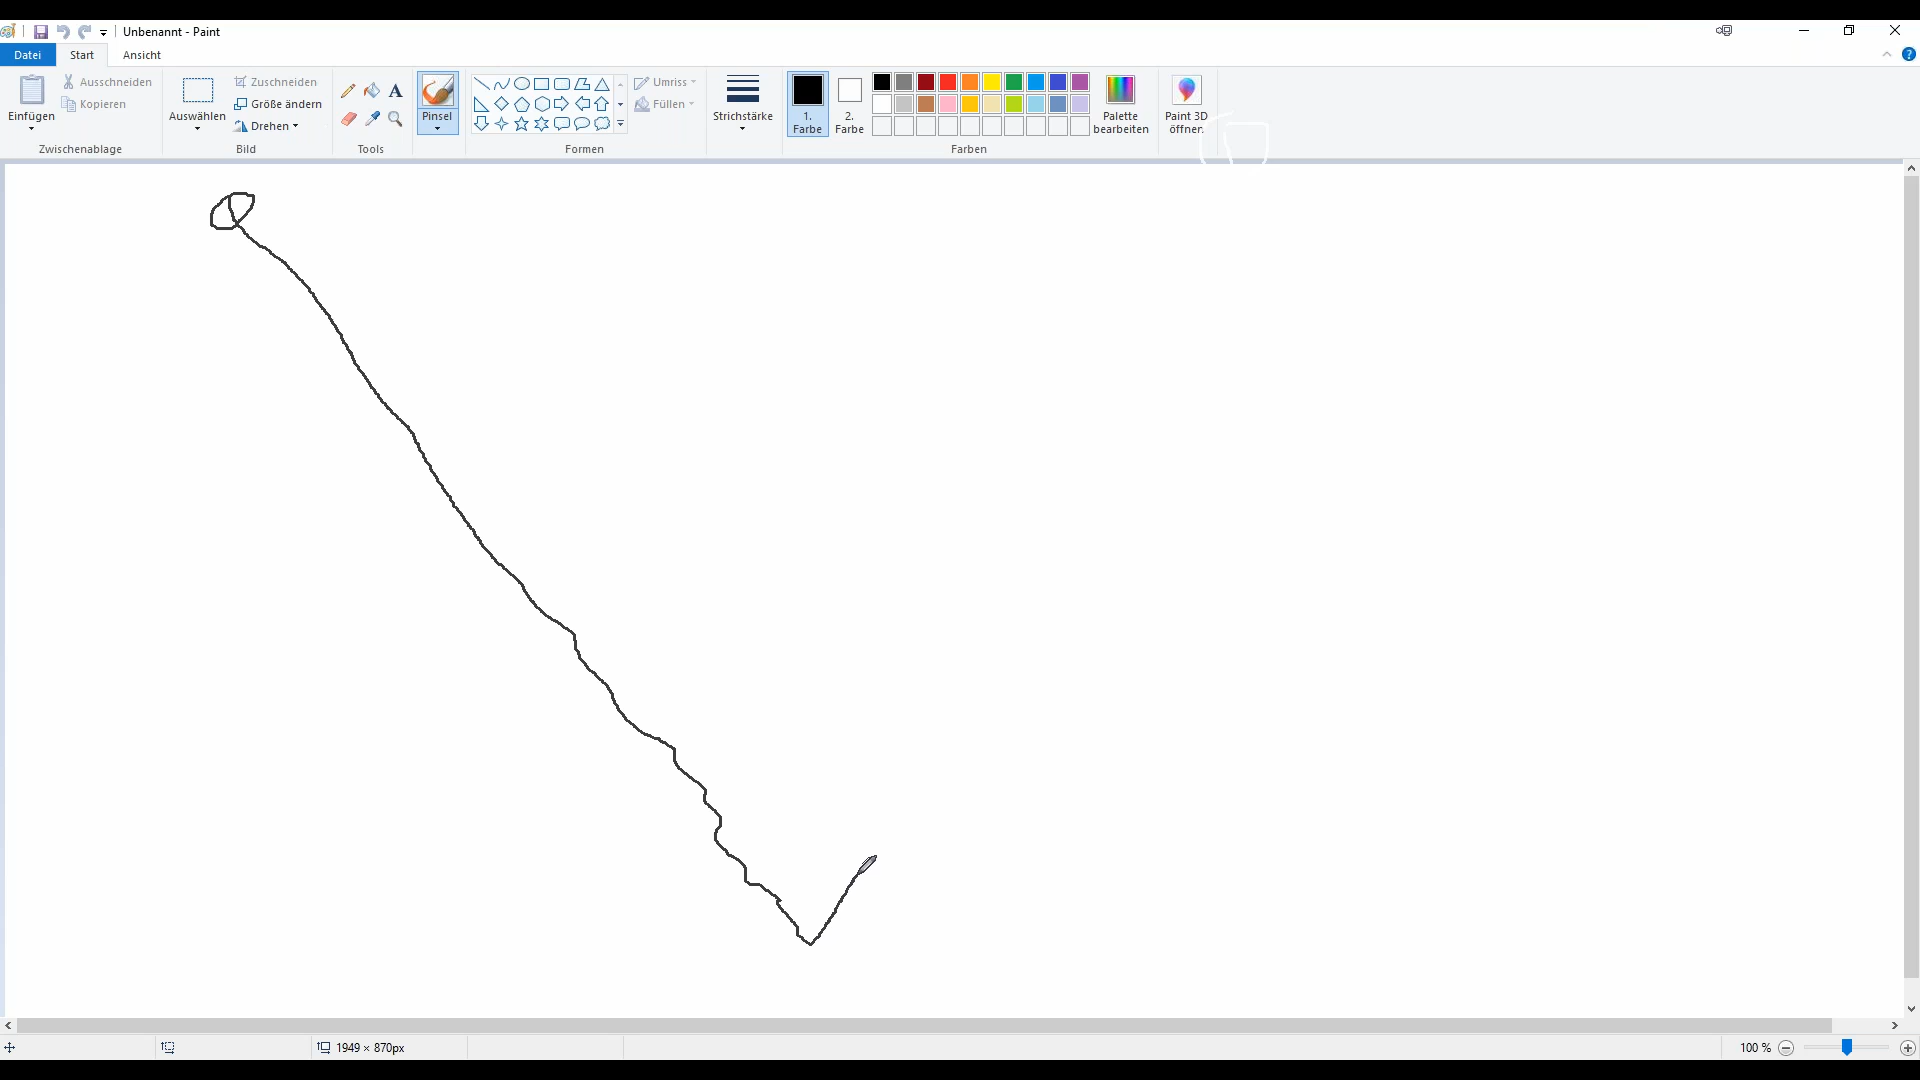 Unbenannt - Paint
Datei Start Ansicht
Einfügen
Ausschneiden
Kopieren
Zwischenablage
Auswählen
Zuschneiden
Größe ändern
Drehen
Bild
A
Tools
Pinsel
Umriss
Füllen
Formen
Strichstärke
1.
Farbe
2.
Farbe
Palette
bearbeiten
Farben
Paint 3D
öffnen
1949 × 870px
100 %